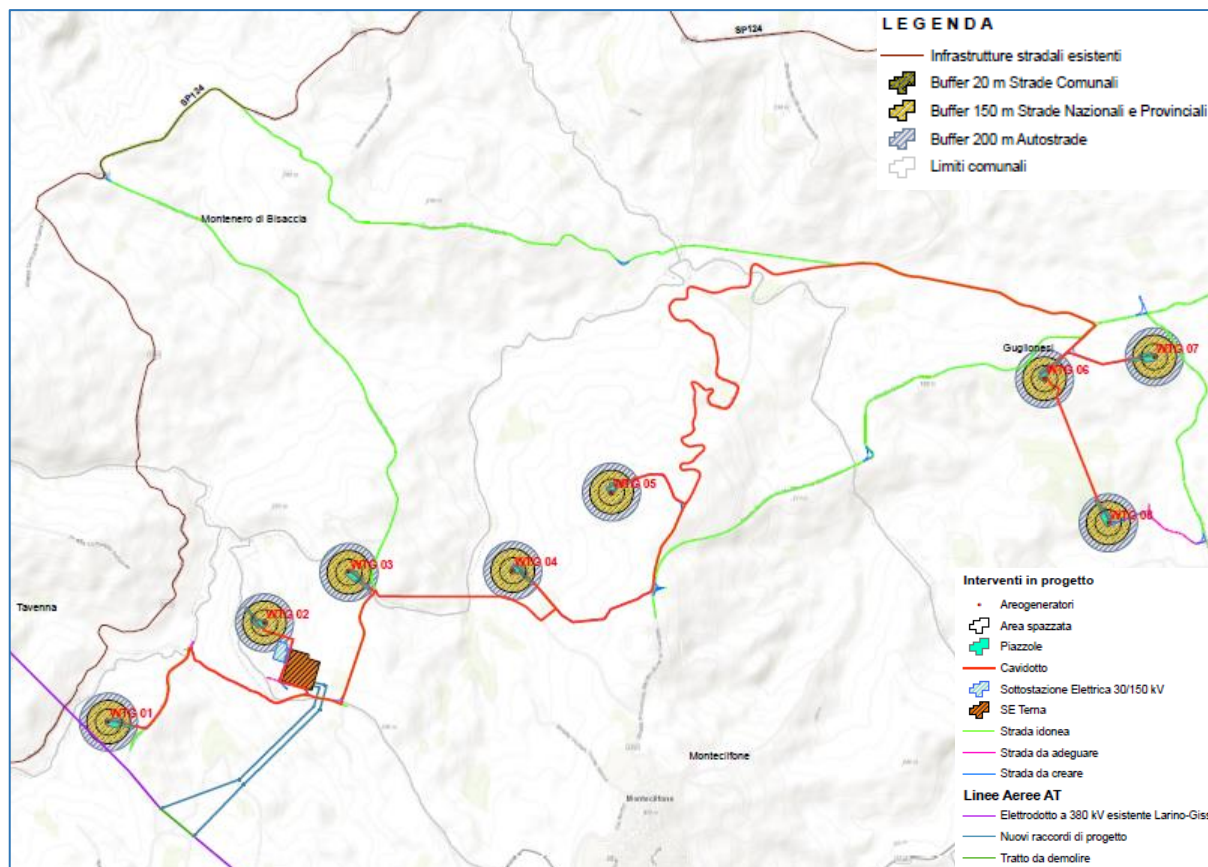 SP124
SP124
LEGENDA
Infrastrutture stradali esistenti
Buffer 20 m Strade Comunali
Buffer 150 m Strade Nazionali e Provinciali
Buffer 200 m Autostrade
Limiti comunali
Montenero di Bisaccia
Guglionesi
WTG 07
WTG 06
WTG 05
WTG 08
WTG 04
WTG 03
WTG 02
WTG 01
Tavenna
Montecilfone
Montecilfone
Interventi in progetto
Areogeneratori
Area spazzata
Piazzole
Cavidotto
Sottostazione Elettrica 30/150 kV
SE Terna
Strada idonea
Strada da adeguare
Strada da creare
Linee Aeree AT
Elettrodotto a 380 kV esistente Larino-Giss
Nuovi raccordi di progetto
Tratto da demolire